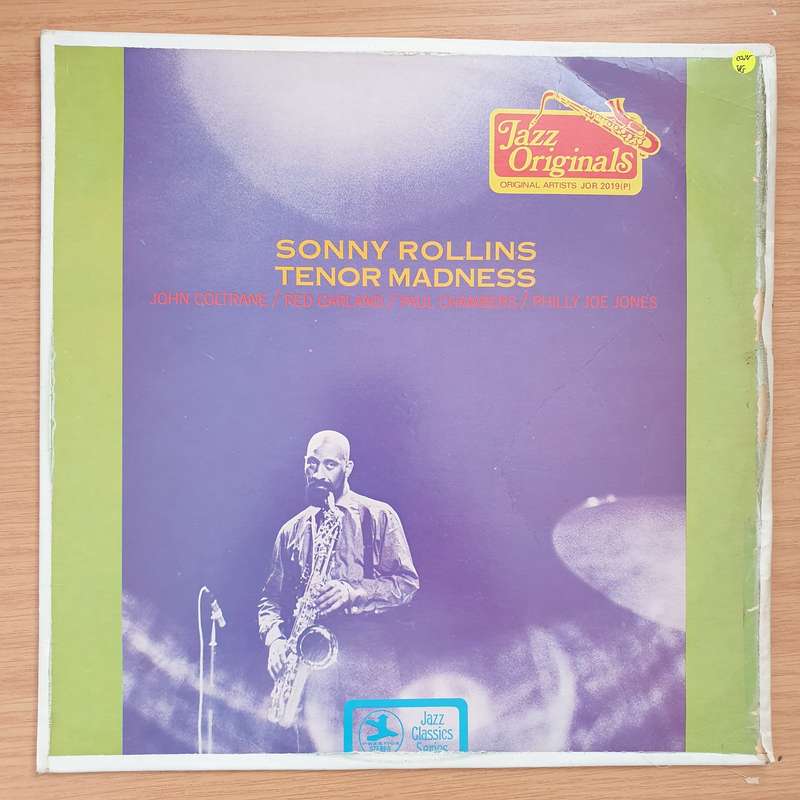 Jazz
Originals
ORIGINAL ARTISTS JOR 2019(P)
SONNY ROLLINS
TENOR MADNESS
JOHN COLTRANE / RED GARLAND / PAUL CHAMBERS / PHILLY JOE JONES
PRESTIGE
Jazz
Classics
Series